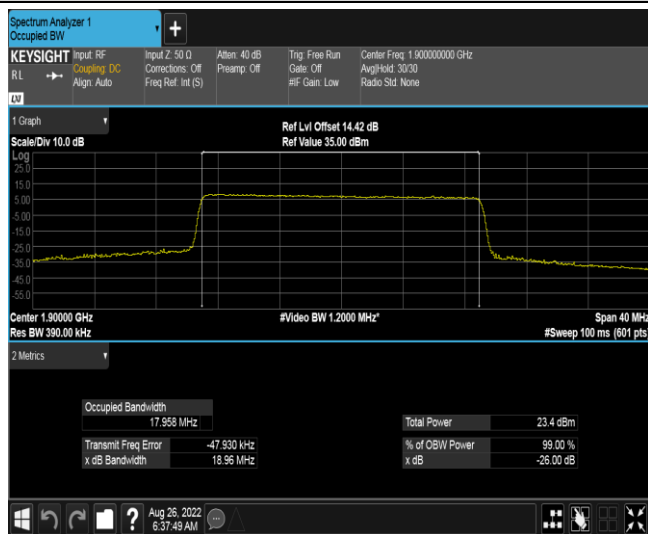 Spectrum Analyzer 1
Occupied BW
KEYSIGHT
RL
LXI
Input: RF
Coupling: DC
Align: Auto
Input Z: 50 Ω
Corrections: Off
Freq Ref: Int (S)
Atten: 40 dB
Preamp: Off
Trig: Free Run
Gate: Off
#IF Gain: Low
Center Freq: 1.900000000 GHz
Avg|Hold: 30/30
Radio Std: None
1 Graph
Scale/Div 10.0 dB
Ref Lvl Offset 14.42 dB
Ref Value 35.00 dBm
Log
25.0
15.0
5.00
-5.00
-15.0
-25.0
-35.0
-45.0
-55.0
Center 1.90000 GHz
Res BW 390.00 kHz
#Video BW 1.2000 MHz*
Span 40 MHz
#Sweep 100 ms (601 pts)
2 Metrics
Occupied Bandwidth
17.958 MHz
Transmit Freq Error -47.930 kHz
x dB Bandwidth 18.96 MHz
Total Power 23.4 dBm
% of OBW Power 99.00 %
x dB -26.00 dB
?
Aug 26, 2022
6:37:49 AM